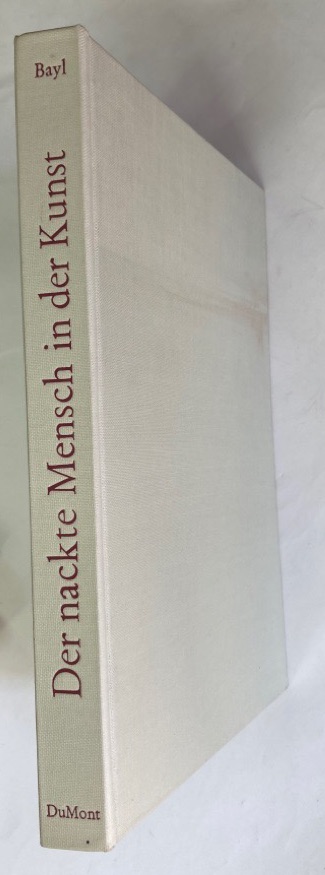 Bayl
Der nackte Mensch in der Kunst
DuMont